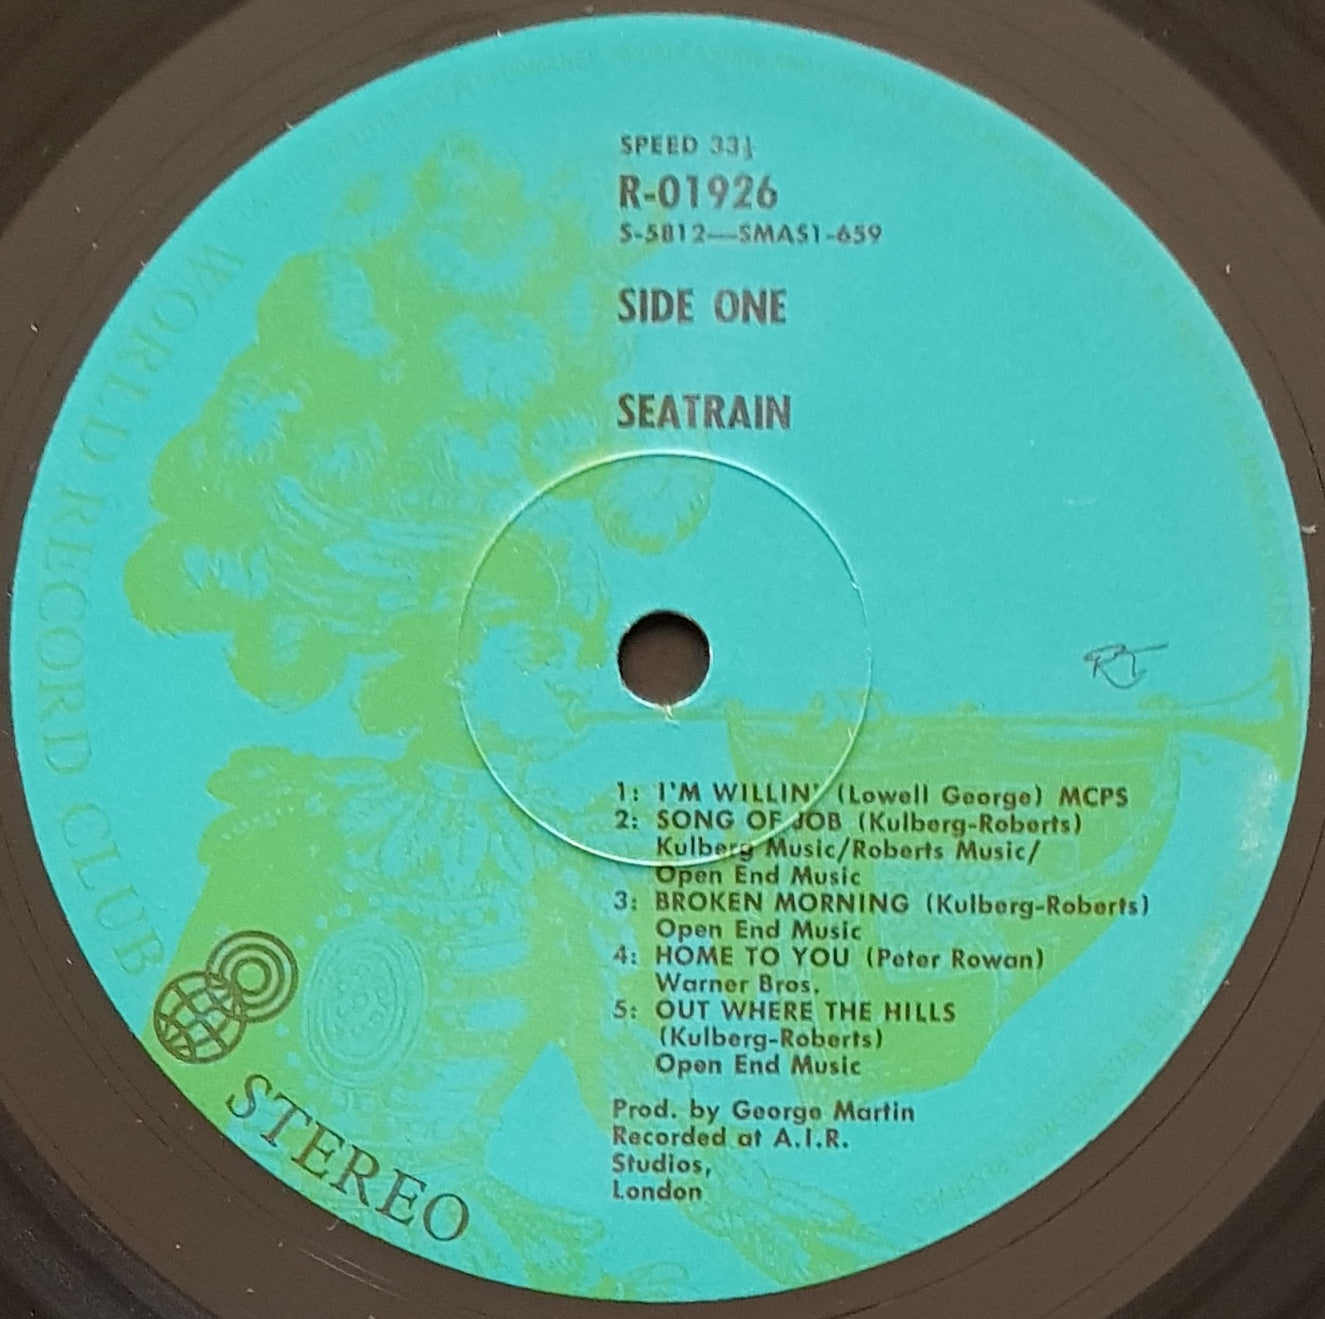 SPEED 33⅓
R-01926
S-5812—SMAS1-659
SIDE ONE
SEATRAIN
WORLD RECORD CLUB
STEREO
RT
1: I'M WILLIN' (Lowell George) MCPS
2: SONG OF JOB (Kulberg-Roberts)
Kulberg Music/Roberts Music/
Open End Music
3: BROKEN MORNING (Kulberg-Roberts)
Open End Music
4: HOME TO YOU (Peter Rowan)
Warner Bros.
5: OUT WHERE THE HILLS
(Kulberg-Roberts)
Open End Music
Prod. by George Martin
Recorded at A.I.R.
Studios,
London